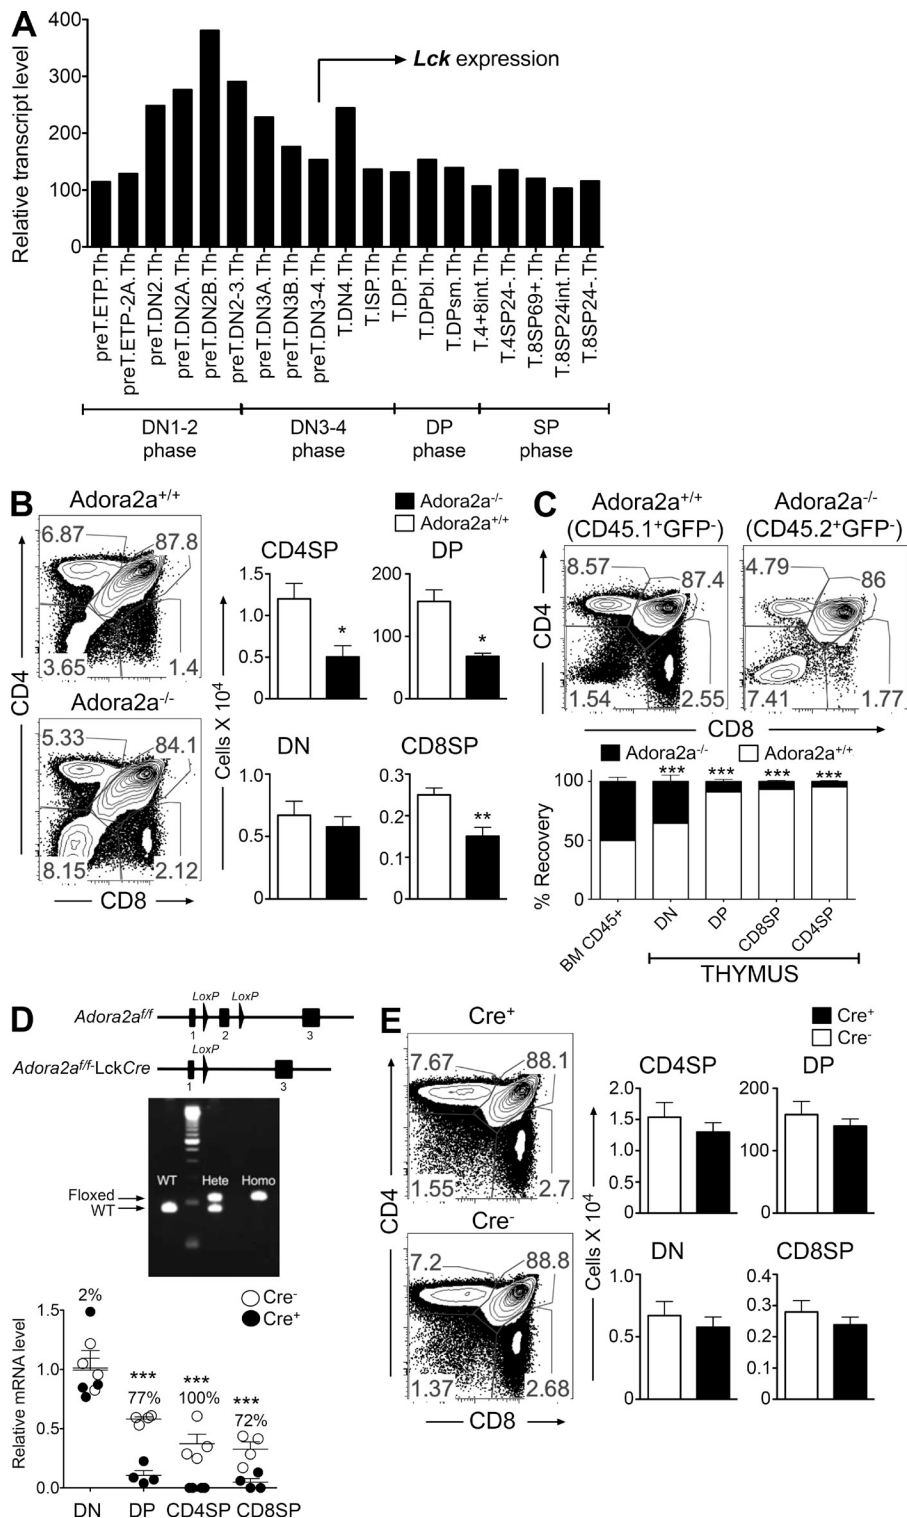 A
Relative transcript level
400
300
200
100
0
Lck expression
preT.ETP.Th
preT.ETP-2A.Th
preT.DN2.Th
preT.DN2A.Th
preT.DN2B.Th
preT.DN2-3.Th
preT.DN3A.Th
preT.DN3B.Th
preT.DN3-4.Th
T.DN4.Th
T.ISP.Th
T.DP.Th
T.DPbl.Th
T.DPsm.Th
T.4+8int.Th
T.4SP24-.Th
T.8SP69+.Th
T.8SP24int.Th
T.8SP24-.Th
DN1-2 phase
DN3-4 phase
DP phase
SP phase
B
Adora2a+/+
6.87
87.8
3.65
1.4
CD4
Adora2a-/-
5.33
84.1
8.15
2.12
CD8
Adora2a-/-
Adora2a+/+
Cells X 10⁴
CD4SP
1.5
1.0
0.5
0
*
DP
200
100
0
*
DN
1.0
0.5
0
CD8SP
0.3
0.2
0.1
0
**
C
Adora2a+/+ (CD45.1+GFP-)
Adora2a-/- (CD45.2+GFP-)
CD4
8.57
87.4
1.54
2.55
4.79
86
7.41
1.77
CD8
Adora2a-/-
Adora2a+/+
% Recovery
100
50
0
***
***
***
***
BM CD45+
DN
DP
CD8SP
CD4SP
THYMUS
D
Adora2af/f
LoxP
LoxP
1
2
3
Adora2af/f-LckCre
LoxP
1
3
Floxed
WT
WT
Hete
Homo
Relative mRNA level
1.5
1.0
0.5
0.0
Cre-
Cre+
2%
***
77%
***
100%
***
72%
DN
DP
CD4SP
CD8SP
E
Cre+
7.67
88.1
1.55
2.7
CD4
Cre-
7.2
88.8
1.37
2.68
CD8
Cre+
Cre-
Cells X 10⁴
CD4SP
2.0
1.5
1.0
0.5
0
DP
200
100
0
DN
1.0
0.5
0
CD8SP
0.4
0.3
0.2
0.1
0